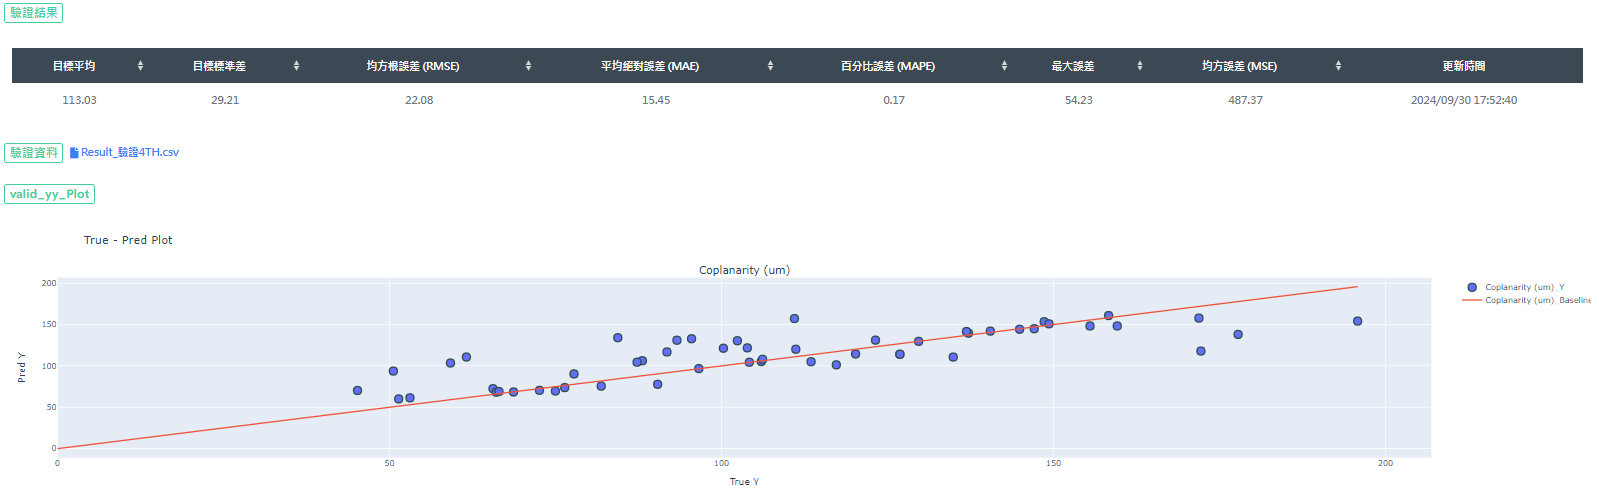 驗證結果
目標平均 目標標準差 均方根誤差 (RMSE) 平均絕對誤差 (MAE) 百分比誤差 (MAPE) 最大誤差 均方誤差 (MSE) 更新時間
113.03 29.21 22.08 15.45 0.17 54.23 487.37 2024/09/30 17:52:40
驗證資料 Result_驗證4TH.csv
valid_yy_Plot
True - Pred Plot
Coplanarity (um)
200
150
100
50
0
Pred Y
0 50 100 150 200
True Y
Coplanarity (um)_Y
Coplanarity (um)_Baseline